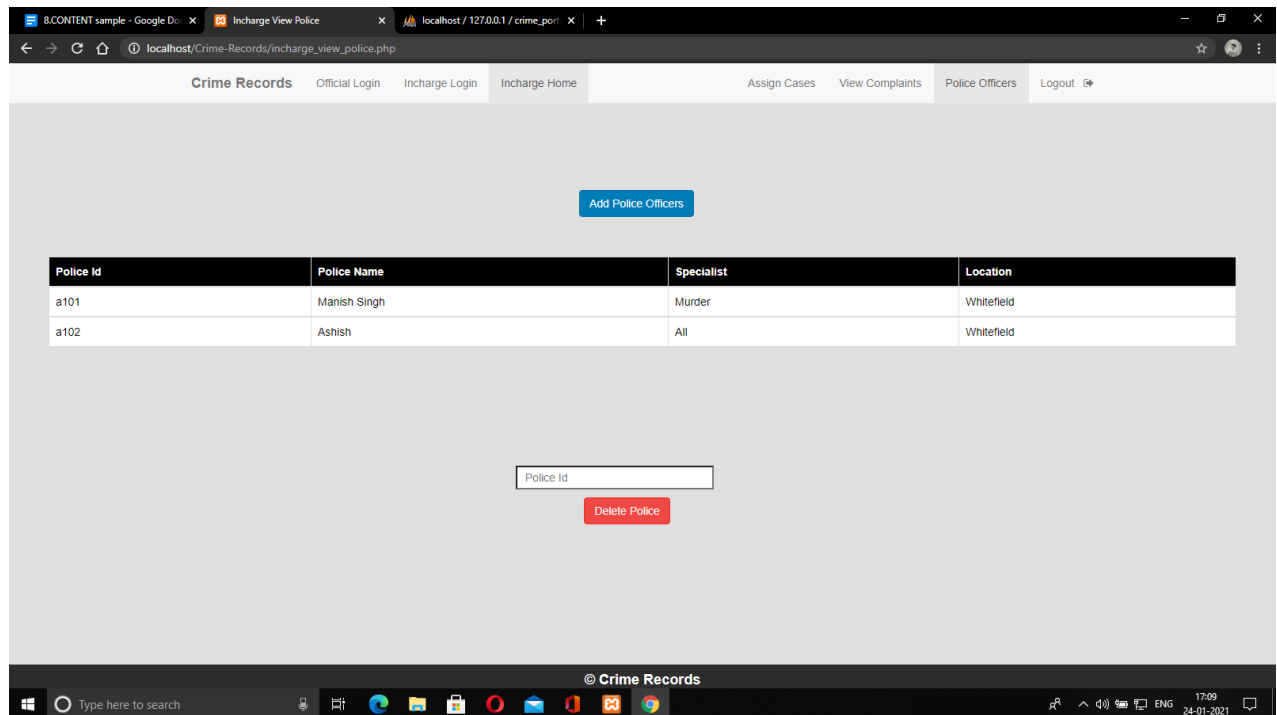 8.CONTENT sample - Google Do
Incharge View Police
localhost / 127.0.0.1 / crime_port
localhost/Crime-Records/incharge_view_police.php
Crime Records Official Login Incharge Login Incharge Home Assign Cases View Complaints Police Officers Logout
Add Police Officers
Police Id Police Name Specialist Location
a101 Manish Singh Murder Whitefield
a102 Ashish All Whitefield
Police Id
Delete Police
© Crime Records
Type here to search
ENG
17:09
24-01-2021